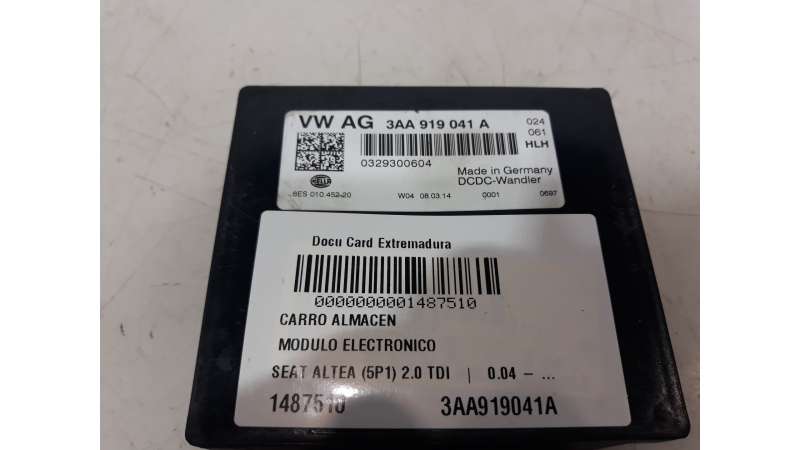 VW AG 3AA 919 041 A
024
061
HLH
0329300604
Made in Germany
DCDC-Wandler
HELLA
6ES 010.452-20
W04 08.03.14
0001
0697
Docu Card Extremadura
0000000001487510
CARRO ALMACEN
MODULO ELECTRONICO
SEAT ALTEA (5P1) 2.0 TDI | 0.04 - ...
1487510
3AA919041A